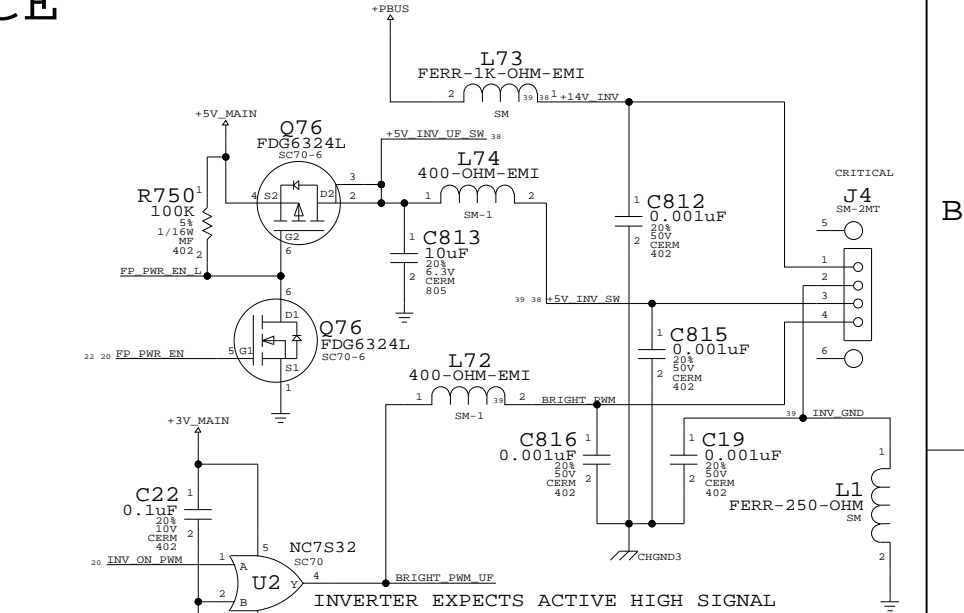 +PBUS
L73
FERR-1K-OHM-EMI
2
39 38 1 +14V_INV
SM
+5V_MAIN
Q76
FDG6324L
SC70-6
+5V_INV_UF_SW 38
L74
400-OHM-EMI
1
2
SM-1
4 S2
D2
3
2
G2
6
R750
1
100K
5%
1/16W
MF
402
2
FP_PWR_EN_L
C813
1
10uF
20%
6.3V
CERM
805
2
C812
1
0.001uF
20%
50V
CERM
402
2
CRITICAL
J4
SM-2MT
5
1
2
3
4
6
B
39 38 +5V_INV_SW
6
D1
Q76
FDG6324L
SC70-6
22 20 FP_PWR_EN
5 G1
S1
1
C815
1
0.001uF
20%
50V
CERM
402
2
L72
400-OHM-EMI
1
39 2
SM-1
BRIGHT_PWM
39 INV_GND
+3V_MAIN
C816
1
0.001uF
20%
50V
CERM
402
2
C19
1
0.001uF
20%
50V
CERM
402
2
1
L1
FERR-250-OHM
SM
2
C22
1
0.1uF
20%
10V
CERM
402
2
CHGND3
20 INV_ON_PWM
1
A
5
NC7S32
SC70
U2
Y
4
BRIGHT_PWM_UF
2
B
INVERTER EXPECTS ACTIVE HIGH SIGNAL